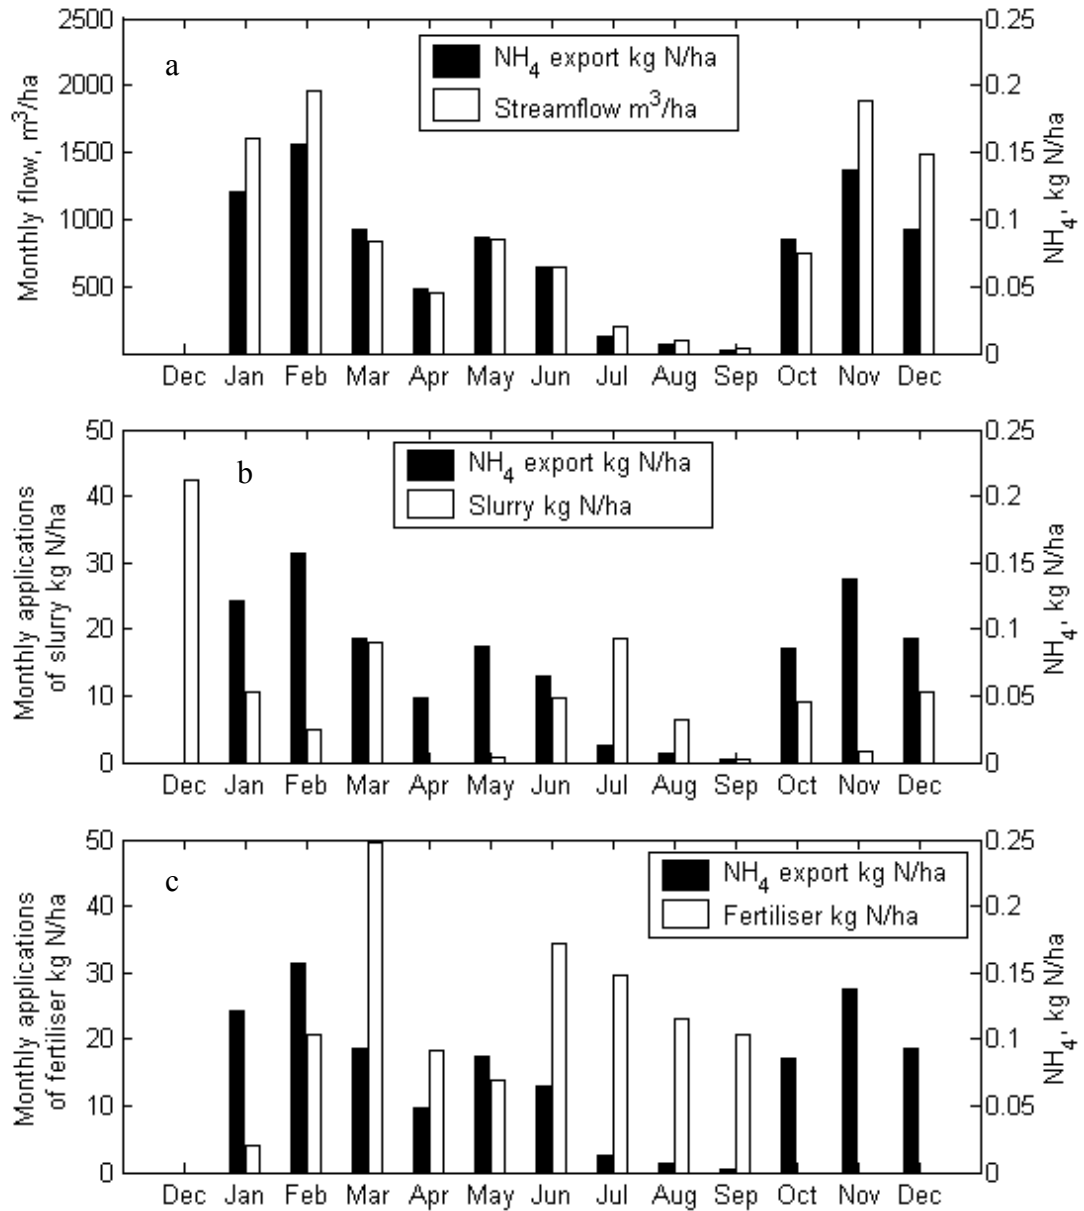 2500
2000
1500
1000
500
Monthly flow, m³/ha
a
NH₄ export kg N/ha
Streamflow m³/ha
0.25
0.2
0.15
0.1
0.05
0
NH₄, kg N/ha
Dec Jan Feb Mar Apr May Jun Jul Aug Sep Oct Nov Dec
50
40
30
20
10
0
Monthly applications
of slurry kg N/ha
b
NH₄ export kg N/ha
Slurry kg N/ha
0.25
0.2
0.15
0.1
0.05
0
NH₄, kg N/ha
Dec Jan Feb Mar Apr May Jun Jul Aug Sep Oct Nov Dec
50
40
30
20
10
0
Monthly applications
of fertiliser kg N/ha
c
NH₄ export kg N/ha
Fertiliser kg N/ha
0.25
0.2
0.15
0.1
0.05
0
NH₄, kg N/ha
Dec Jan Feb Mar Apr May Jun Jul Aug Sep Oct Nov Dec